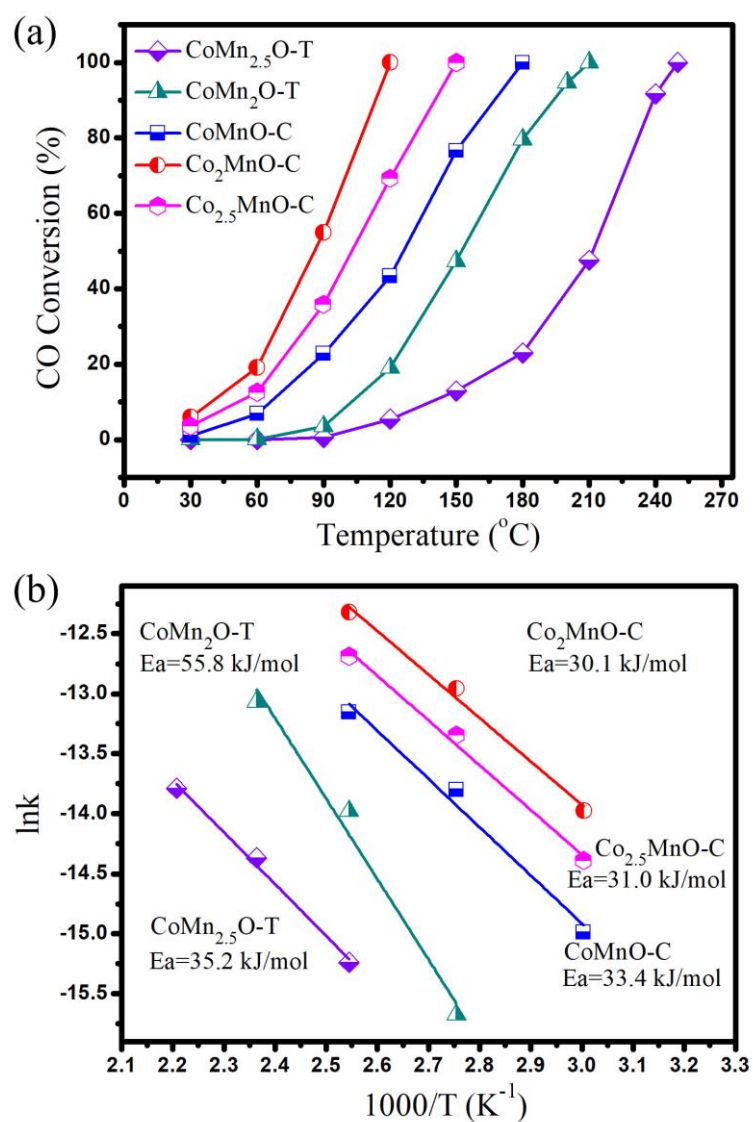 (a)
CoMn₂.₅O-T
CoMn₂O-T
CoMnO-C
Co₂MnO-C
Co₂.₅MnO-C
100
80
60
40
20
0
CO Conversion (%)
0 30 60 90 120 150 180 210 240 270
Temperature (°C)
(b)
CoMn₂O-T
Ea=55.8 kJ/mol
Co₂MnO-C
Ea=30.1 kJ/mol
-12.5
-13.0
-13.5
-14.0
-14.5
-15.0
-15.5
lnk
Co₂.₅MnO-C
Ea=31.0 kJ/mol
CoMn₂.₅O-T
Ea=35.2 kJ/mol
CoMnO-C
Ea=33.4 kJ/mol
2.1 2.2 2.3 2.4 2.5 2.6 2.7 2.8 2.9 3.0 3.1 3.2 3.3
1000/T (K⁻¹)